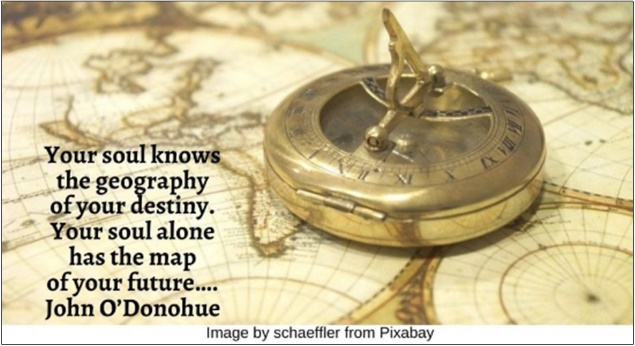 Your soul knows
the geography
of your destiny.
Your soul alone
has the map
of your future....
John O'Donohue
Image by schaeffler from Pixabay